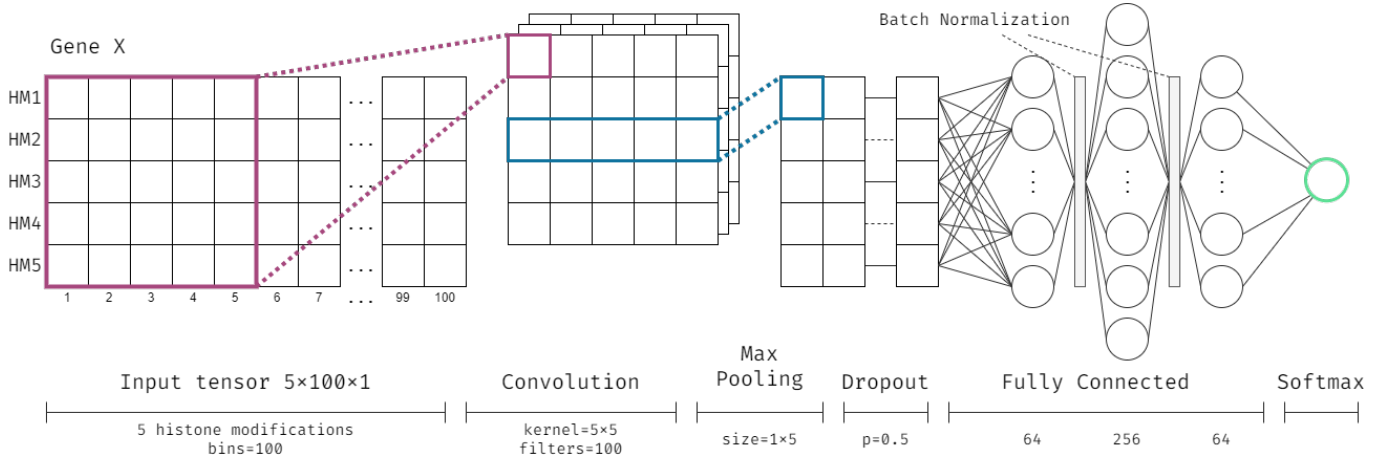 Gene X
Batch Normalization
HM1
HM2
HM3
HM4
HM5
...
...
...
...
...
1 2 3 4 5 6 7 ... 99 100
Input tensor 5×100×1
Convolution
Max
Pooling
Dropout
Fully Connected
Softmax
5 histone modifications
bins=100
kernel=5×5
filters=100
size=1×5
p=0.5
64
256
64